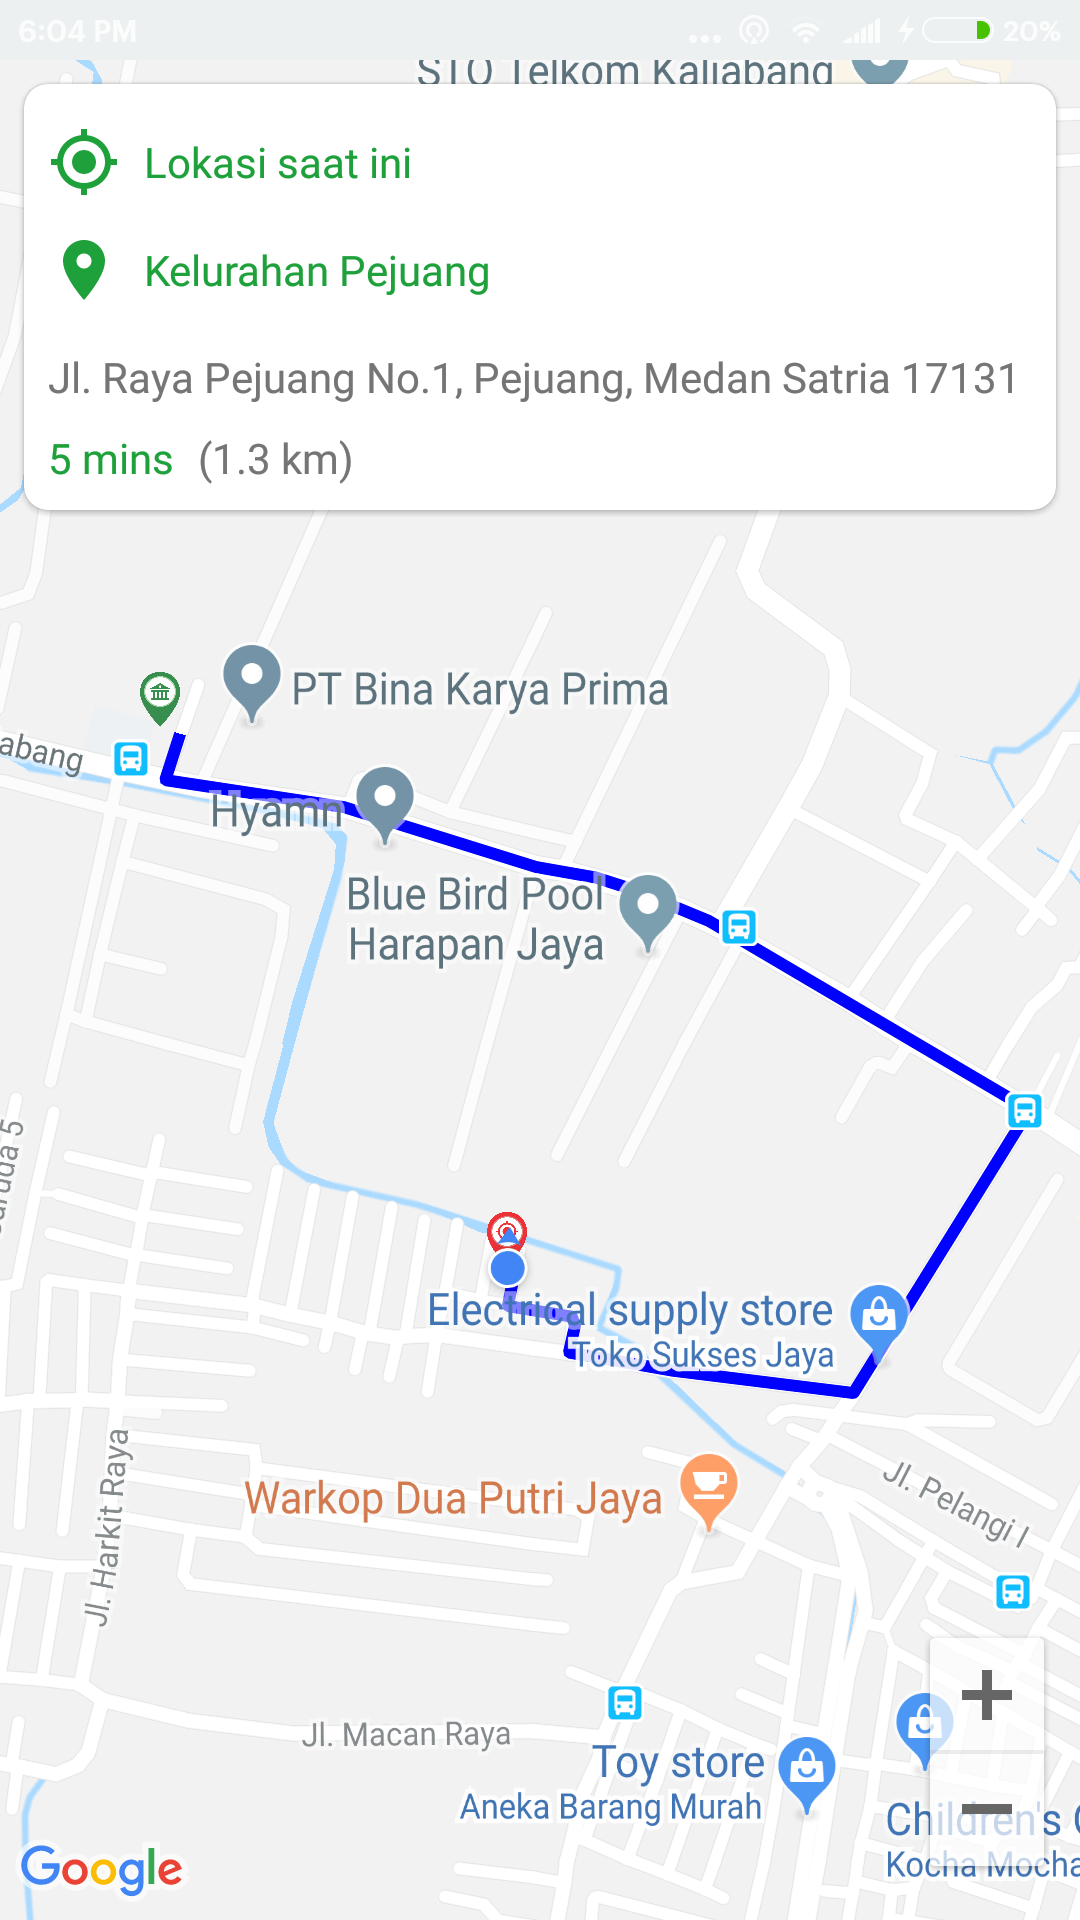 6:04 PM
20%
STO Telkom Kaliabang
Lokasi saat ini
Kelurahan Pejuang
Jl. Raya Pejuang No.1, Pejuang, Medan Satria 17131
5 mins (1.3 km)
PT Bina Karya Prima
abang
Hyamn
Blue Bird Pool
Harapan Jaya
Electrical supply store
Toko Sukses Jaya
Warkop Dua Putri Jaya
Jl. Pelangi I
Jl. Harkit Raya
Jl. Macan Raya
Toy store
Aneka Barang Murah
Children's
Kocha Mocha
Google